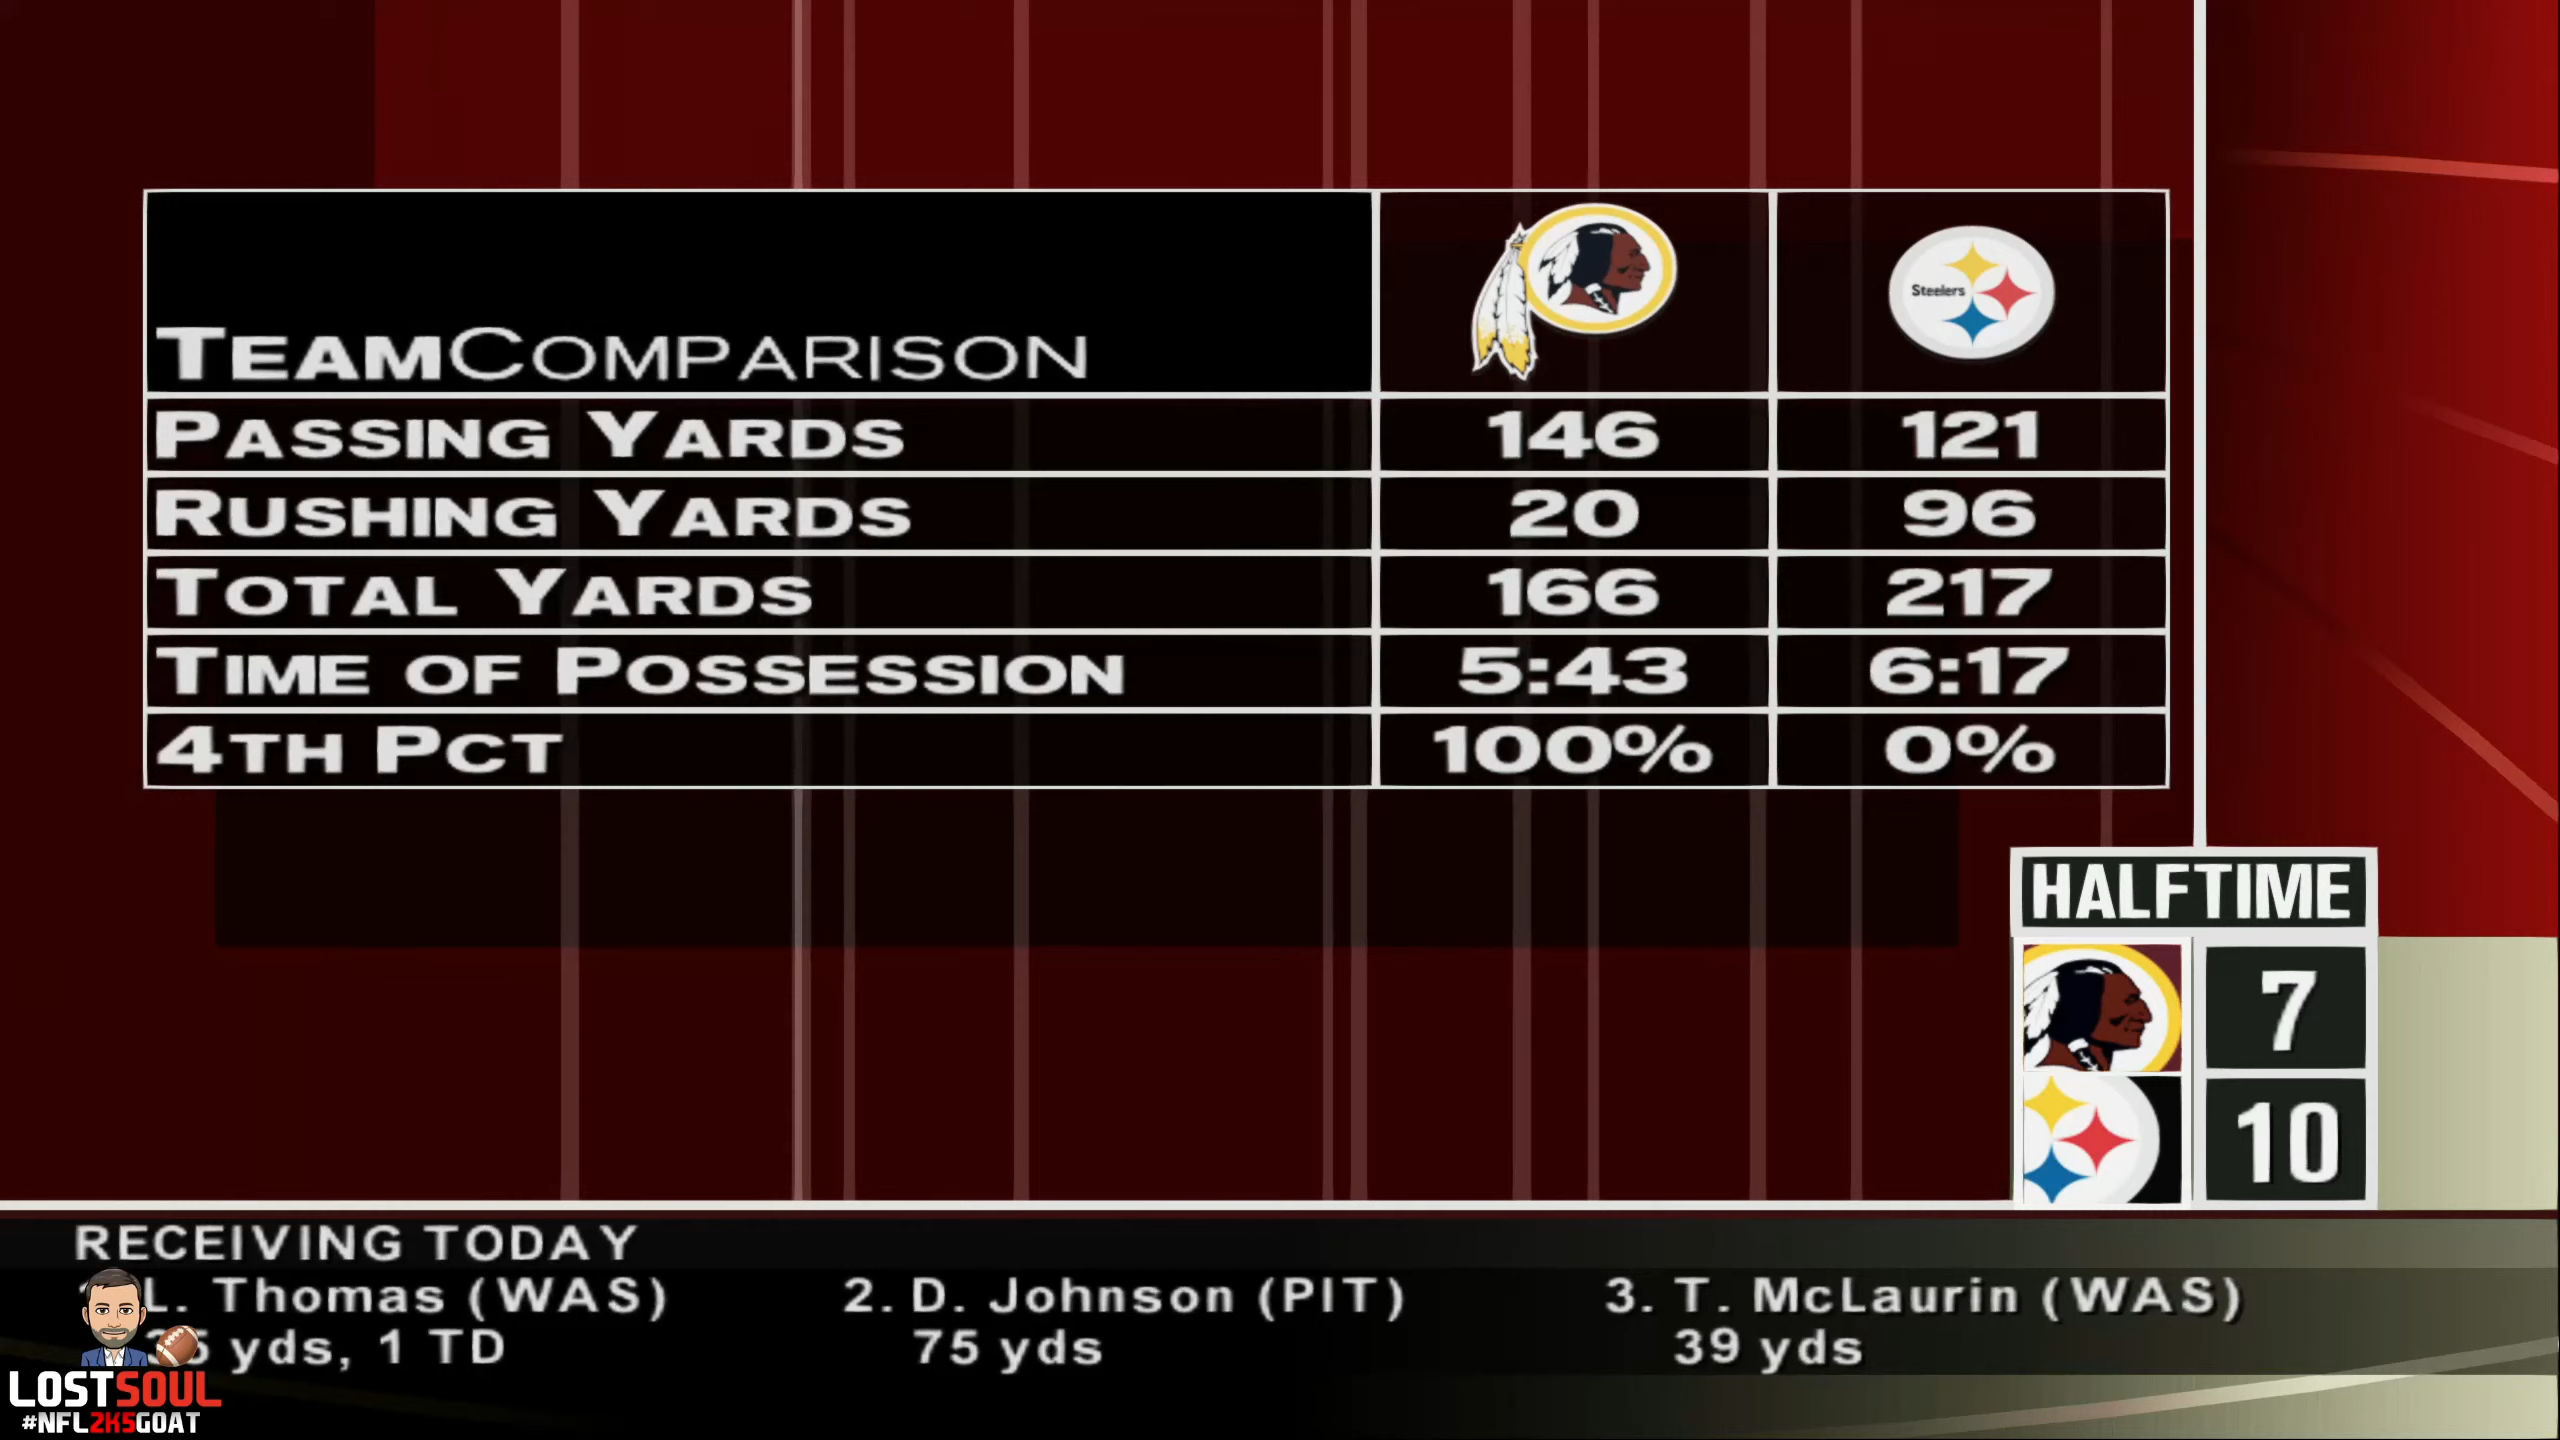 TEAMCOMPARISON
Steelers
PASSING YARDS 146 121
RUSHING YARDS 20 96
TOTAL YARDS 166 217
TIME OF POSSESSION 5:43 6:17
4TH PCT 100% 0%
HALFTIME
7
10
RECEIVING TODAY
L. Thomas (WAS) 2. D. Johnson (PIT) 3. T. McLaurin (WAS)
yds, 1 TD 75 yds 39 yds
LOSTSOUL
#NFL2K5GOAT